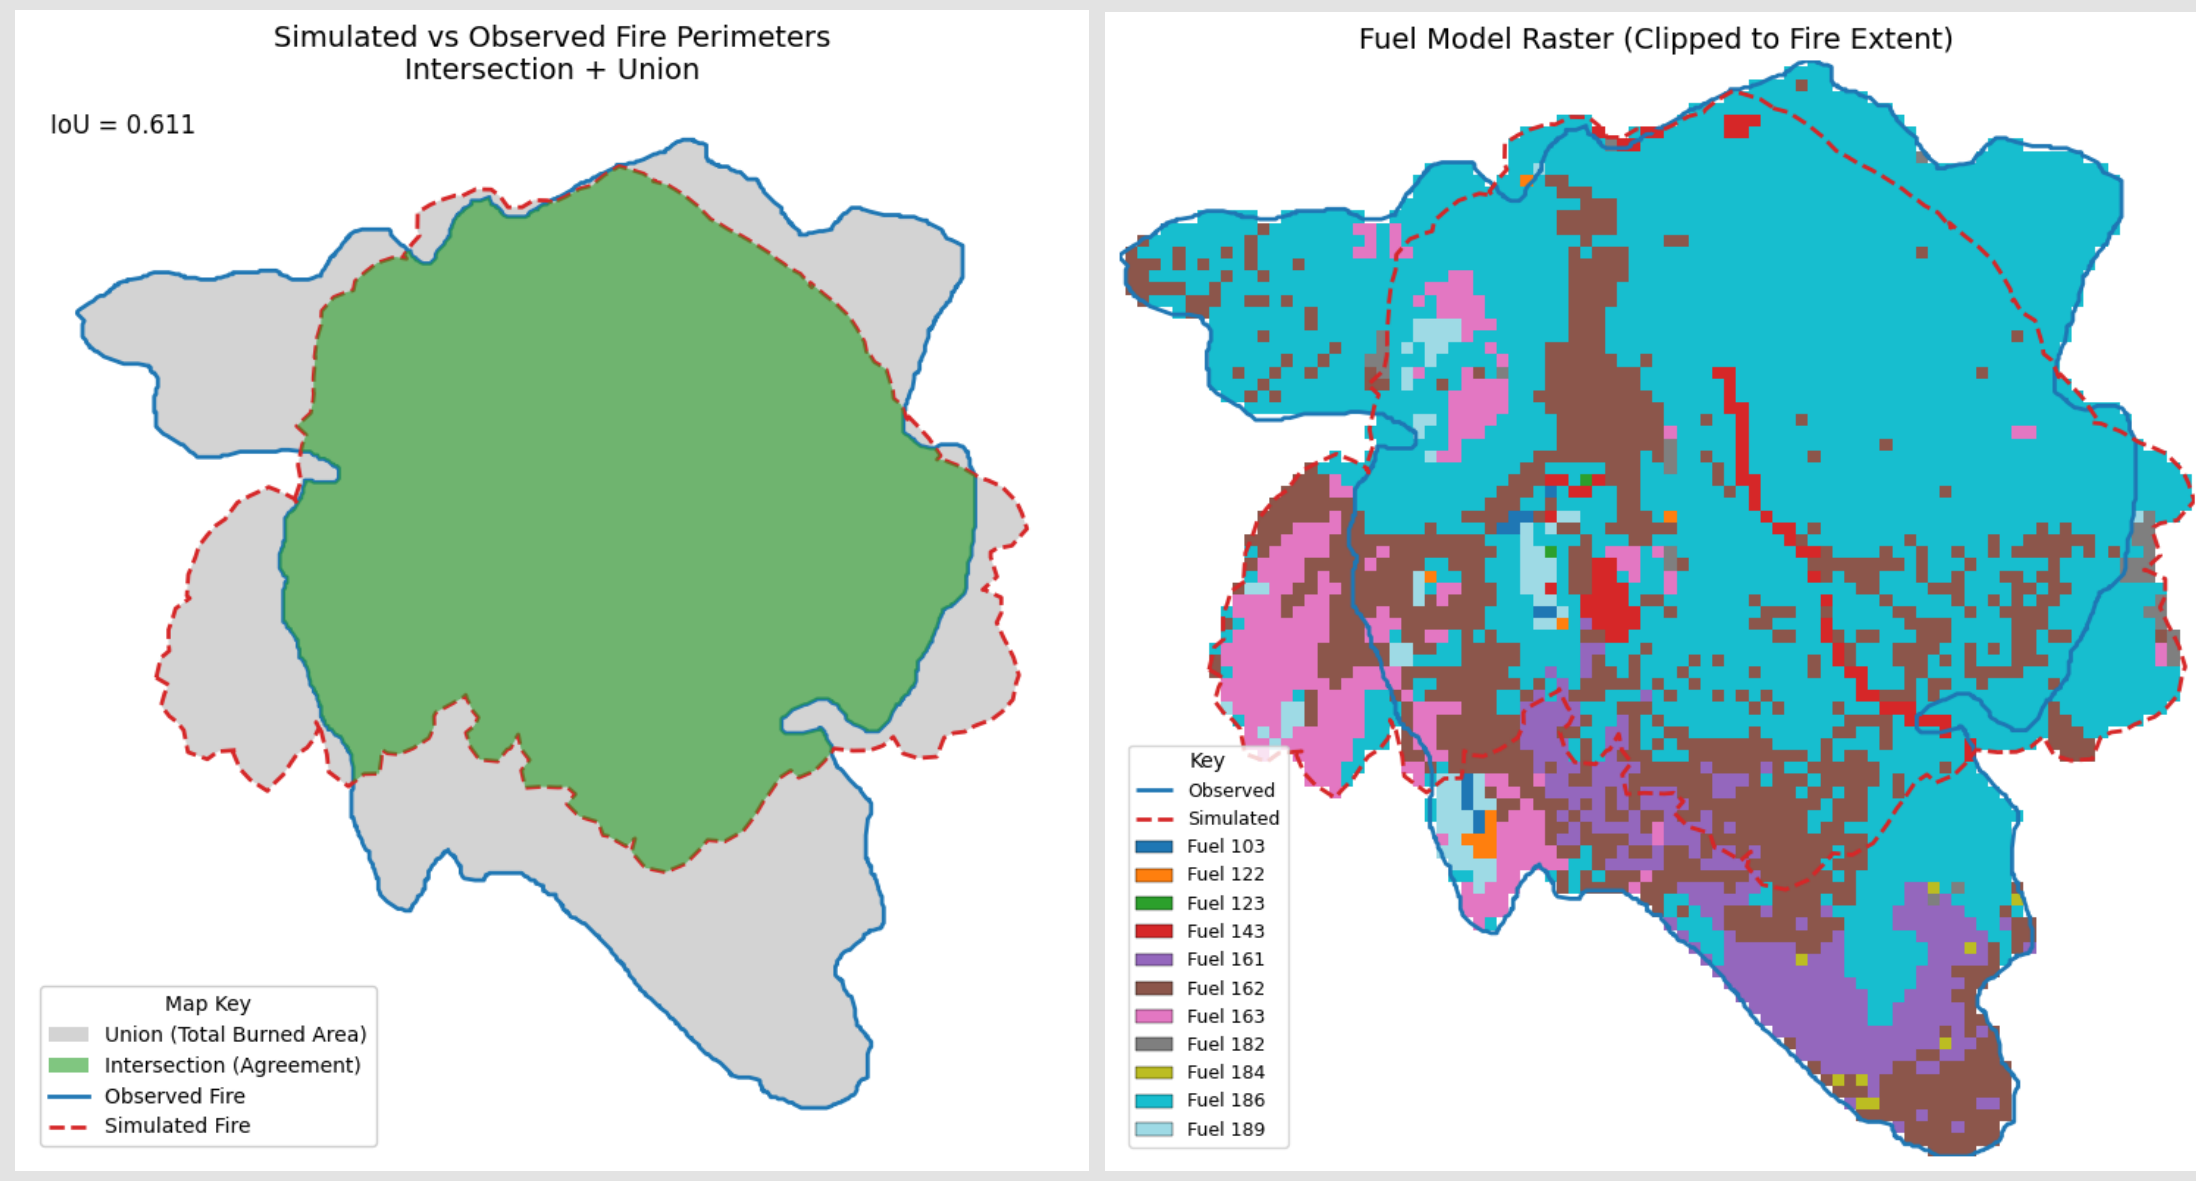 Simulated vs Observed Fire Perimeters
Intersection + Union
IoU = 0.611
Map Key
Union (Total Burned Area)
Intersection (Agreement)
Observed Fire
Simulated Fire
Fuel Model Raster (Clipped to Fire Extent)
Key
Observed
Simulated
Fuel 103
Fuel 122
Fuel 123
Fuel 143
Fuel 161
Fuel 162
Fuel 163
Fuel 182
Fuel 184
Fuel 186
Fuel 189